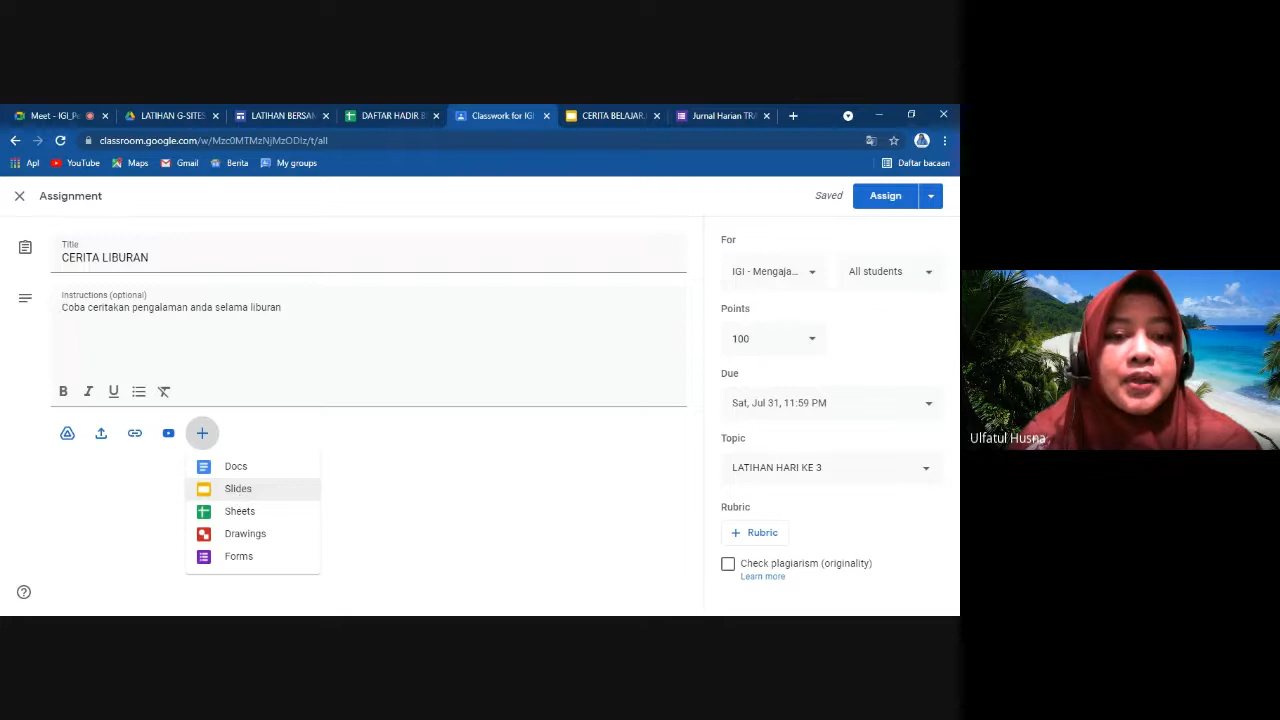 Meet - IGI_Pe
LATIHAN G-SITES
LATIHAN BERSAM
DAFTAR HADIR B
Classwork for IGI
CERITA BELAJAR
Jurnal Harian TRA
classroom.google.com/w/Mzc0MTMzNjMzODIz/t/all
Apl
YouTube
Maps
Gmail
Berita
My groups
Daftar bacaan
Assignment
Saved
Assign
Title
CERITA LIBURAN
Instructions (optional)
Coba ceritakan pengalaman anda selama liburan
B I U
Docs
Slides
Sheets
Drawings
Forms
For
IGI - Mengaja...
All students
Points
100
Due
Sat, Jul 31, 11:59 PM
Topic
LATIHAN HARI KE 3
Rubric
+ Rubric
Check plagiarism (originality)
Learn more
Ulfatul Husna